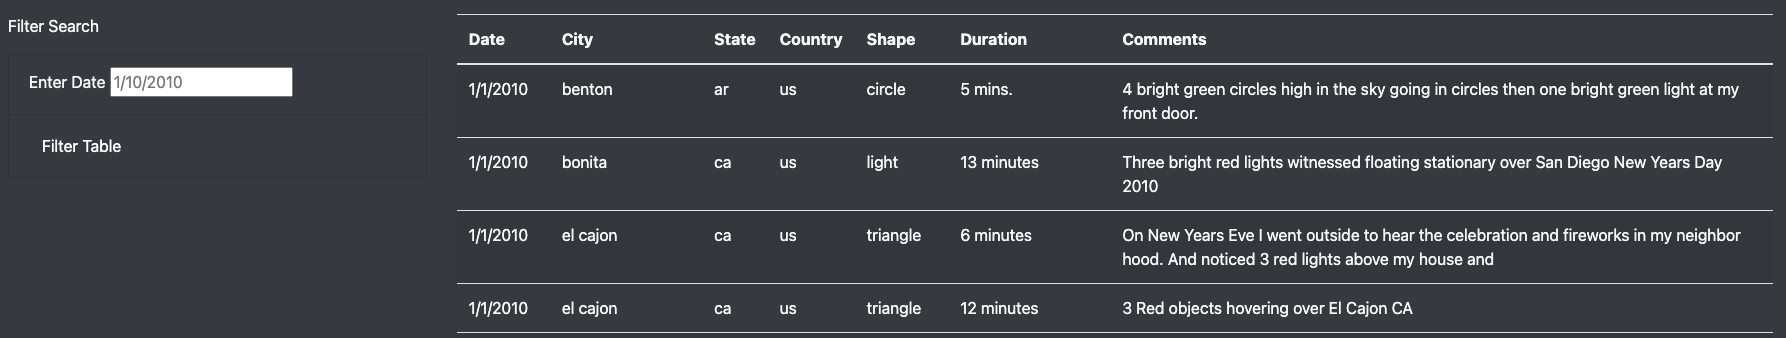 Filter Search
Enter Date 1/10/2010
Filter Table
Date City State Country Shape Duration Comments
1/1/2010 benton ar us circle 5 mins. 4 bright green circles high in the sky going in circles then one bright green light at my
front door.
1/1/2010 bonita ca us light 13 minutes Three bright red lights witnessed floating stationary over San Diego New Years Day
2010
1/1/2010 el cajon ca us triangle 6 minutes On New Years Eve I went outside to hear the celebration and fireworks in my neighbor
hood. And noticed 3 red lights above my house and
1/1/2010 el cajon ca us triangle 12 minutes 3 Red objects hovering over El Cajon CA